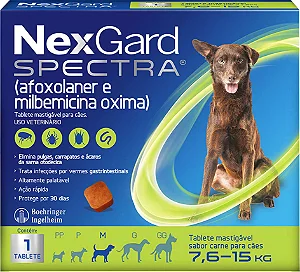 NexGard
SPECTRA®
(afoxolaner e
milbemicina oxima)
Tablete mastigável para cães.
USO VETERINÁRIO
Elimina pulgas, carrapatos e ácaros
da sarna otodécica
Trata infecções por vermes gastrintestinais
Altamente palatável
Ação rápida
Protege por 30 dias
Boehringer
Ingelheim
Contém:
1
TABLETE
PP P M G GG
Tablete mastigável
sabor carne para cães
7,6–15 KG